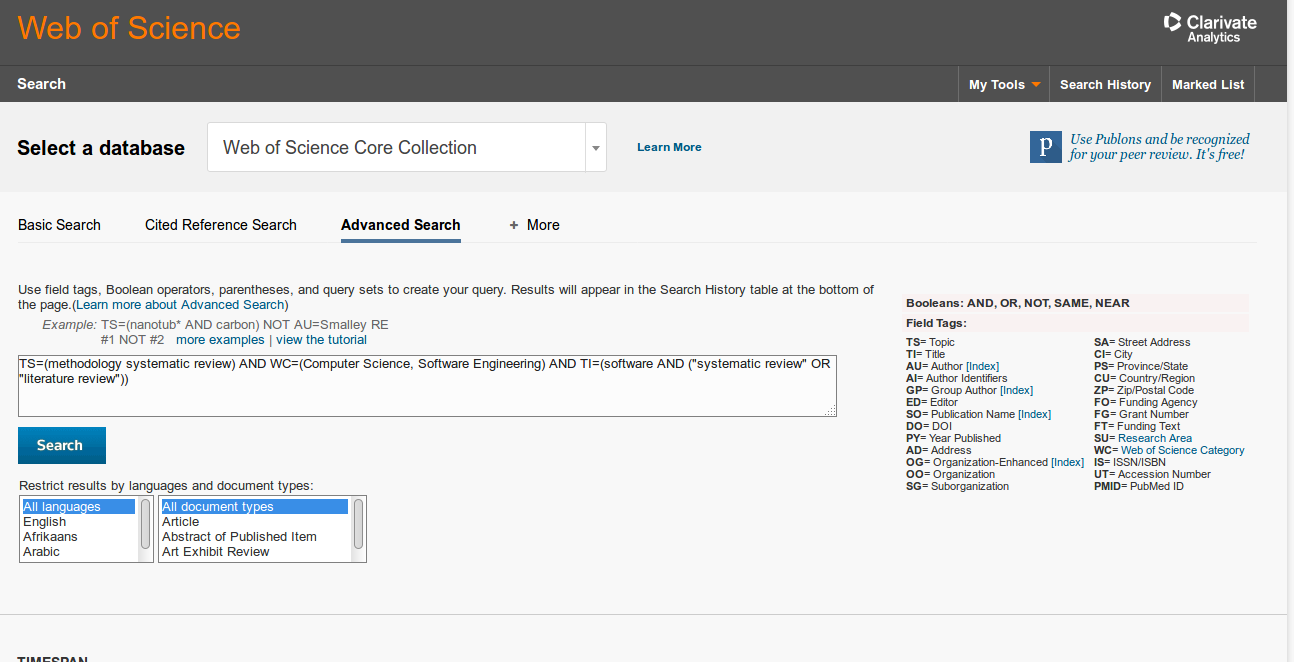 Web of Science
Clarivate
Analytics
Search
My Tools
Search History
Marked List
Select a database
Web of Science Core Collection
Learn More
p
Use Publons and be recognized
for your peer review. It's free!
Basic Search
Cited Reference Search
Advanced Search
+ More
Use field tags, Boolean operators, parentheses, and query sets to create your query. Results will appear in the Search History table at the bottom of
the page.(Learn more about Advanced Search)
Example: TS=(nanotub* AND carbon) NOT AU=Smalley RE
#1 NOT #2 more examples | view the tutorial
TS=(methodology systematic review) AND WC=(Computer Science, Software Engineering) AND TI=(software AND ("systematic review" OR
"literature review"))
Search
Restrict results by languages and document types:
All languages
English
Afrikaans
Arabic
All document types
Article
Abstract of Published Item
Art Exhibit Review
Booleans: AND, OR, NOT, SAME, NEAR
Field Tags:
TS= Topic
TI= Title
AU= Author [Index]
AI= Author Identifiers
GP= Group Author [Index]
ED= Editor
SO= Publication Name [Index]
DO= DOI
PY= Year Published
AD= Address
OG= Organization-Enhanced [Index]
OO= Organization
SG= Suborganization
SA= Street Address
CI= City
PS= Province/State
CU= Country/Region
ZP= Zip/Postal Code
FO= Funding Agency
FG= Grant Number
FT= Funding Text
SU= Research Area
WC= Web of Science Category
IS= ISSN/ISBN
UT= Accession Number
PMID= PubMed ID
TIMESPAN